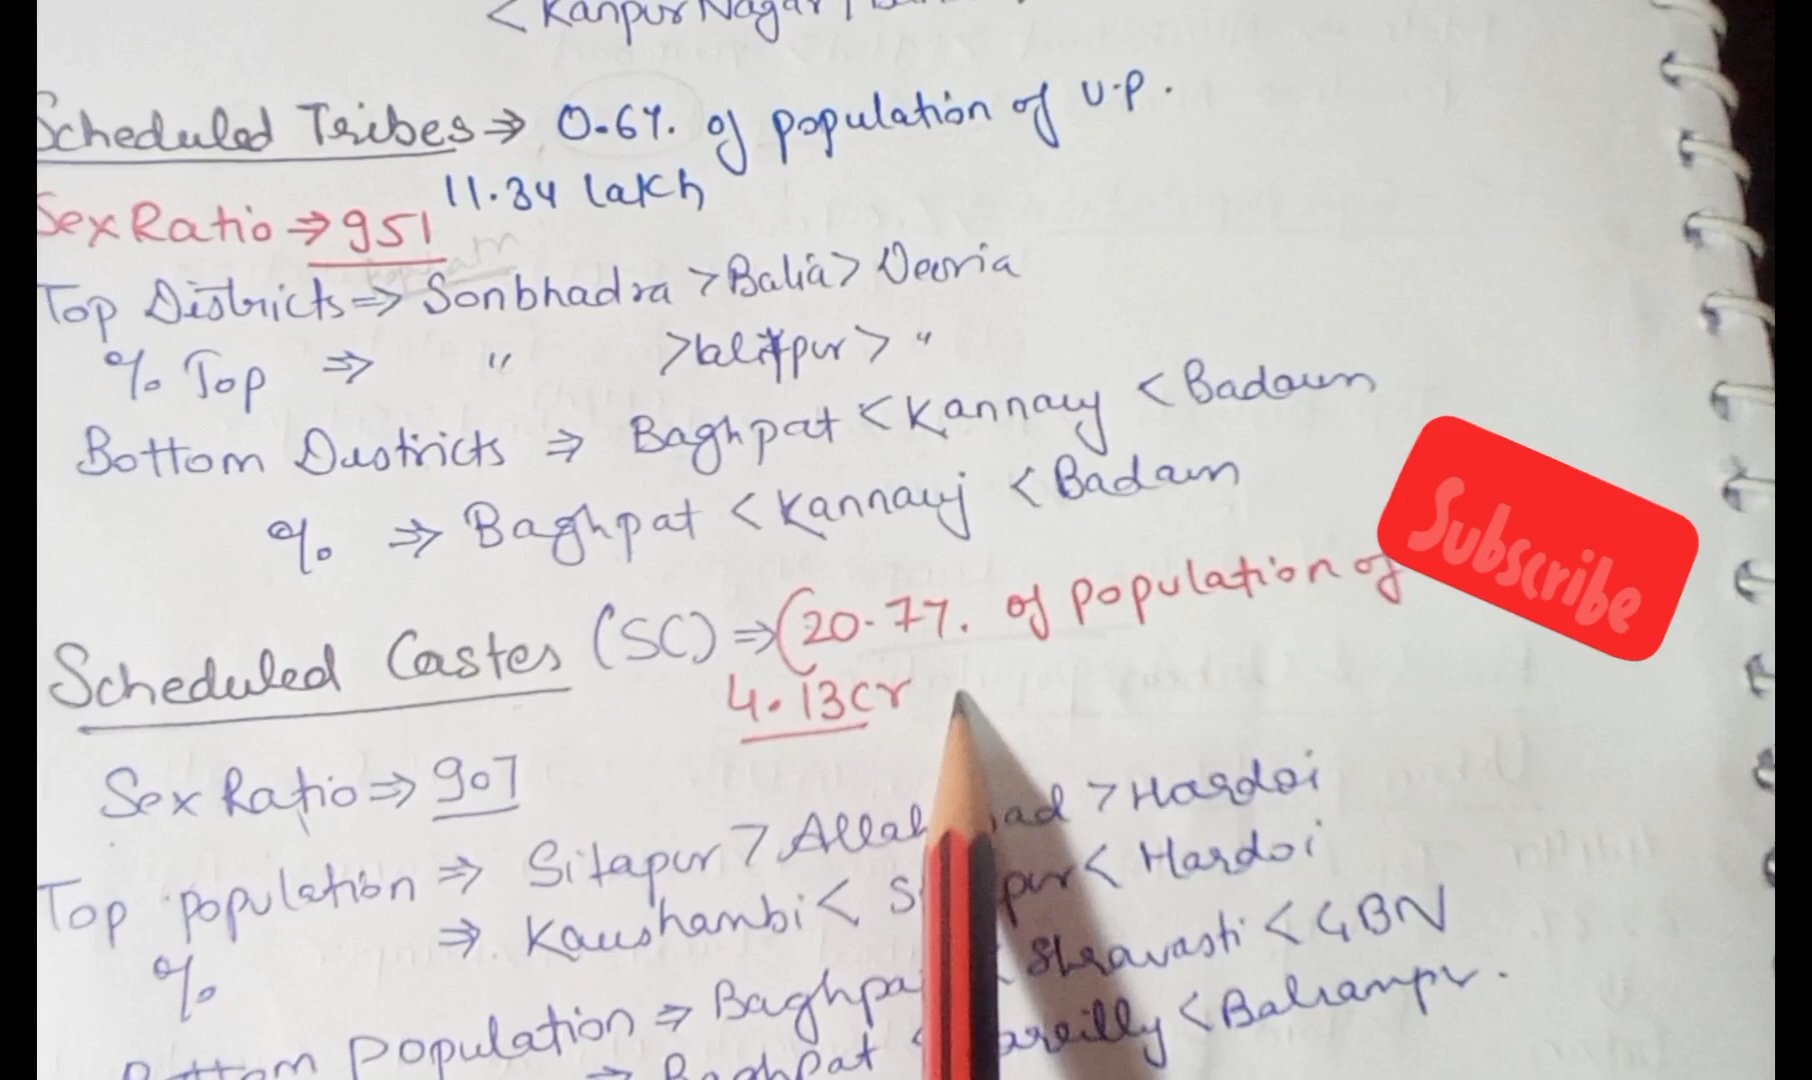 < Kanpur Nagar
Scheduled Tribes ⇒ 0.6%. of population of U.P.
11.34 lakh
Sex Ratio ⇒ 951
Top Districts ⇒ Sonbhadra > Balia > Deoria
% Top ⇒ " > lalitpur > "
Bottom Districts ⇒ Baghpat < Kannauj < Badaun
% ⇒ Baghpat < Kannauj < Badaun
Scheduled Castes (SC) ⇒ (20.7%. of population of
Subscribe
4.13cr
Sex Ratio ⇒ 907
Top population ⇒ Sitapur > Allah ad > Hardoi
% ⇒ Kaushambi < S pur < Hardoi
Bottom Population ⇒ Baghpa < Shravasti < GBN
⇒ Baghpat < areilly < Balrampr.